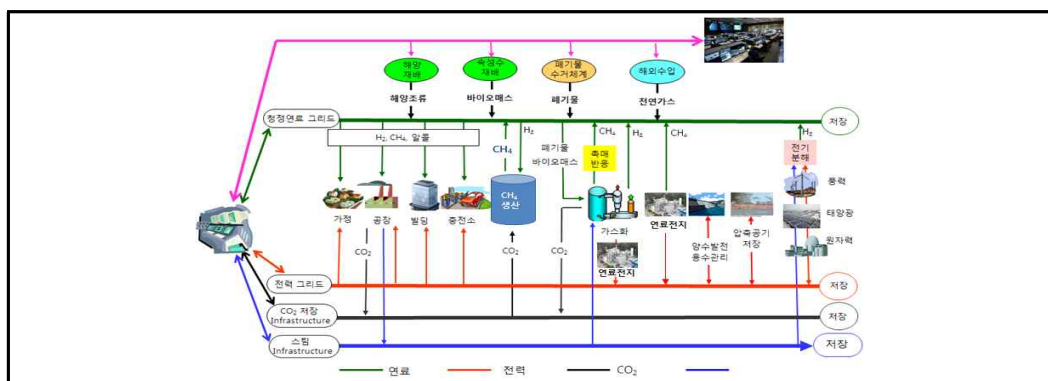 해양
재배
속성수
재배
폐기물
수거체계
해외수입
해양조류
바이오매스
폐기물
천연가스
청정연료 그리드
저장
H₂, CH₄, 알콜
CH₄
H₂
폐기물
바이오매스
CH₄
H₂
CH₄
H₂
촉매
반응
전기
분해
풍력
태양광
원자력
가정
공장
빌딩
충전소
CH₄
생산
가스화
연료전지
연료전지
양수발전
용수관리
압축공기
저장
CO₂
CO₂
CO₂
전력 그리드
저장
CO₂ 저장
Infrastructure
저장
스팀
Infrastructure
저장
연료
전력
CO₂